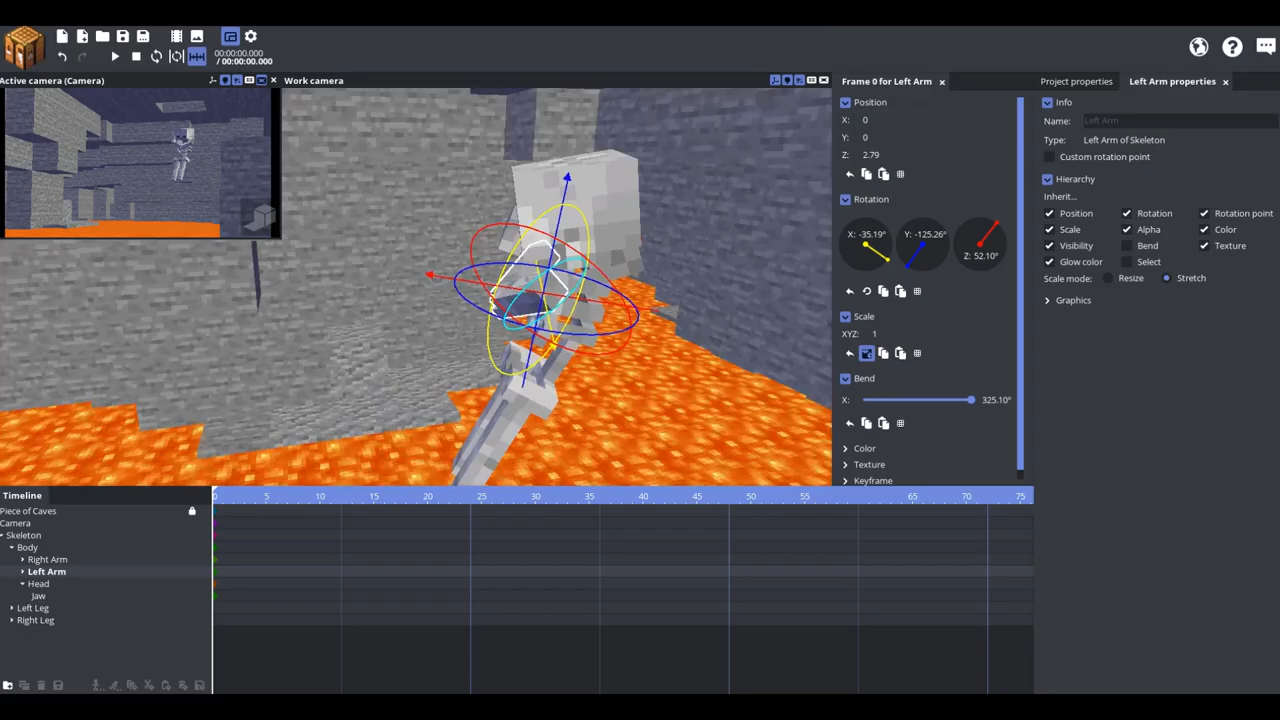 00:00:00.000
/ 00:00:00.000
Active camera (Camera)
Work camera
Frame 0 for Left Arm
Position
X: 0
Y: 0
Z: 2.79
Rotation
X: -35.19°
Y: -125.26°
Z: 52.10°
Scale
XYZ: 1
Bend
X: 325.10°
Color
Texture
Keyframe
Project properties
Left Arm properties
Info
Name: Left Arm
Type: Left Arm of Skeleton
Custom rotation point
Hierarchy
Inherit...
Position Rotation Rotation point
Scale Alpha Color
Visibility Bend Texture
Glow color Select
Scale mode: Resize Stretch
Graphics
Timeline
0 5 10 15 20 25 30 35 40 45 50 55 65 70 75
Piece of Caves
Camera
Skeleton
Body
Right Arm
Left Arm
Head
Jaw
Left Leg
Right Leg